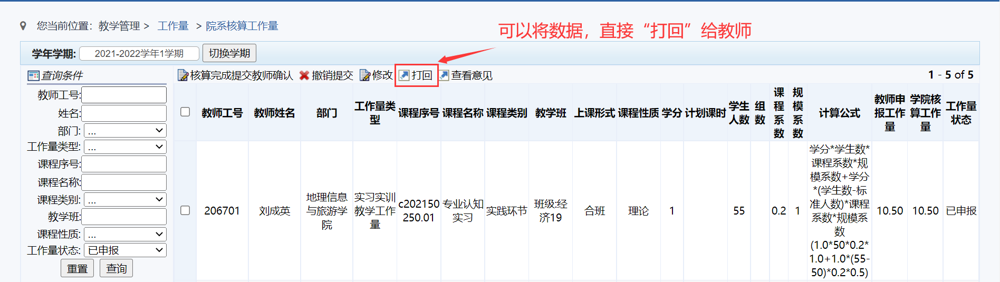 您当前位置：教学管理 > 工作量 > 院系核算工作量
可以将数据，直接“打回”给教师
学年学期: 2021-2022学年1学期 切换学期
查询条件
教师工号:
姓名:
部门: ...
工作量类型: ...
课程序号:
课程名称:
课程类别: ...
教学班:
课程性质: ...
工作量状态: 已申报
重置 查询
核算完成提交教师确认 撤销提交 修改 打回 查看意见 1 - 5 of 5
教师工号
教师姓名
部门
工作量类
型
课程序号
课程名称
课程类别
教学班
上课形式
课程性质
学分
计划课时
学生
人数
组
数
课
程
系
数
规
模
系
数
计算公式
教师申
报工作
量
学院核
算工作
量
工作量
状态
206701
刘成英
地理信息
与旅游学
院
实习实训
教学工作
量
c202150
250.01
专业认知
实习
实践环节
班级:经
济19
合班
理论
1
55
0.2
1
学分*学生数*
课程系数*规
模系数+学分
*(学生数-标
准人数)*课程
系数*规模系
数
(1.0*50*0.2*
1.0+1.0*(55-
50)*0.2*0.5)
10.50
10.50
已申报